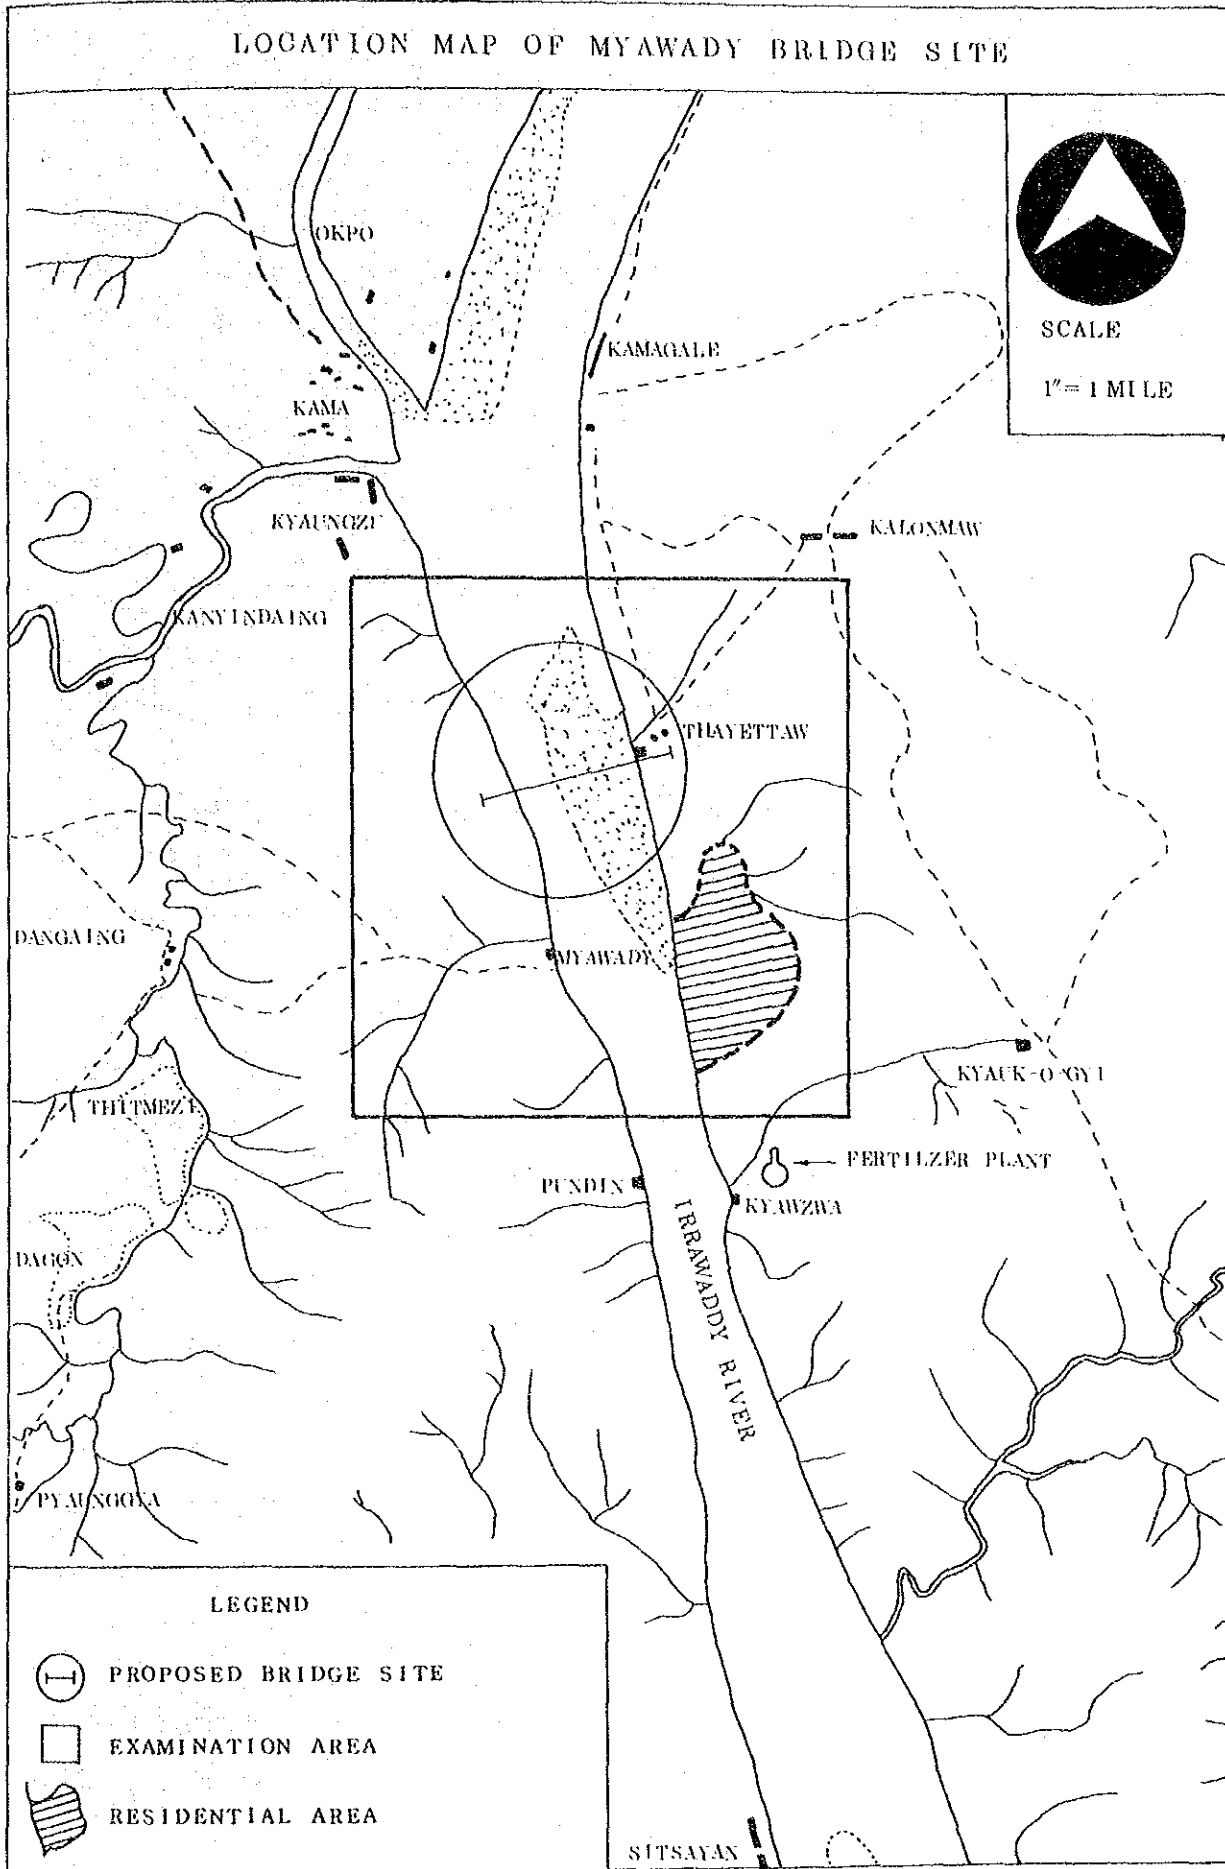 LOCATION MAP OF MYAWADY BRIDGE SITE
OKPO
SCALE
1"= 1 MILE
KAMAGALE
KAMA
KYAUNGZU
KALONMAW
KANYINDAING
THAYETTAW
DANGAING
MYAWADY
KYAUK-O-GYI
THITMEZI
FERTILZER PLANT
PUNDIN
KYAWZWA
IRRAWADDY RIVER
DAGON
PYAUNGGYA
LEGEND
PROPOSED BRIDGE SITE
EXAMINATION AREA
RESIDENTIAL AREA
SITSAYAN